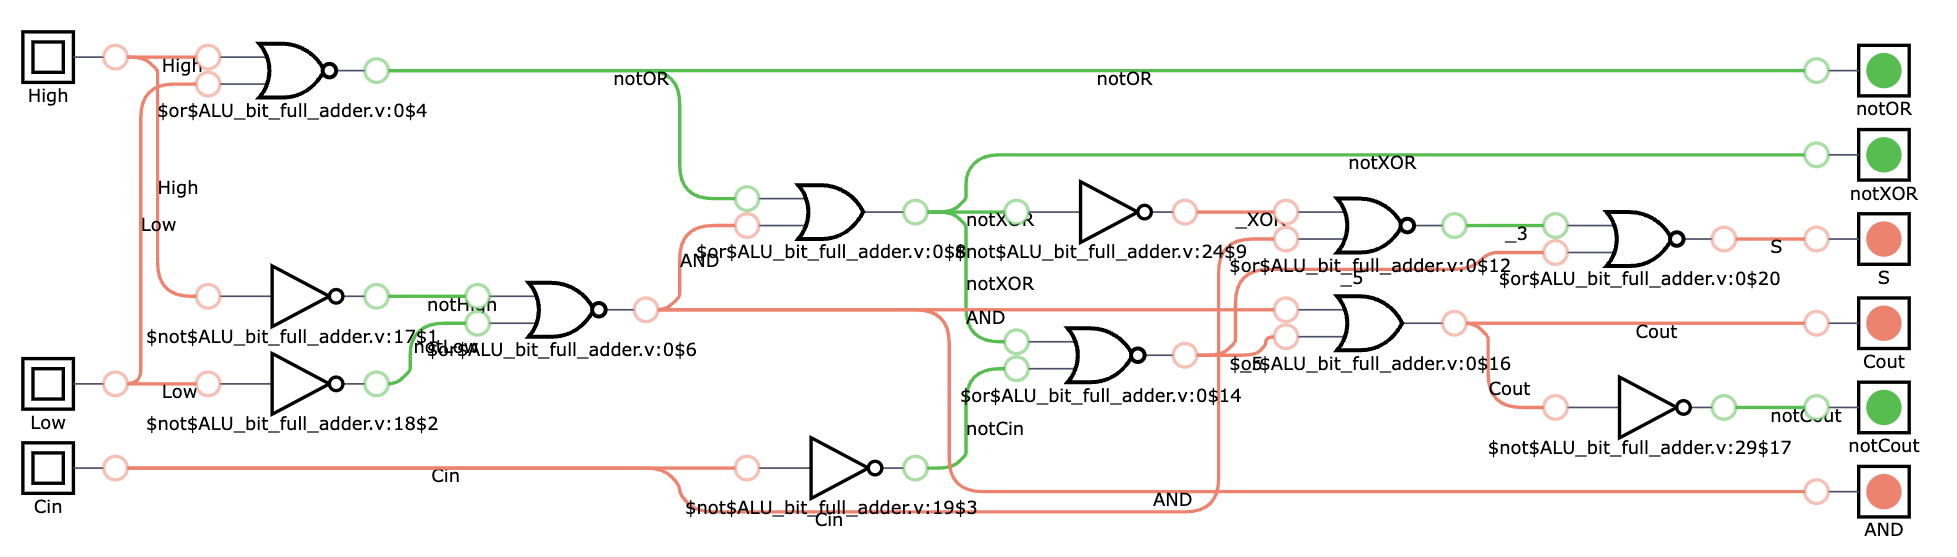 High
$or$ALU_bit_full_adder.v:0$4
High
notOR
notOR
notOR
notXOR
notXOR
High
Low
notXOR
_XOR
$or$ALU_bit_full_adder.v:0$8
$not$ALU_bit_full_adder.v:24$9
AND
_3
S
S
$or$ALU_bit_full_adder.v:0$12
_5
$or$ALU_bit_full_adder.v:0$20
notXOR
notHigh
AND
$not$ALU_bit_full_adder.v:17$1
notLow
$or$ALU_bit_full_adder.v:0$6
Cout
Cout
_5
$or$ALU_bit_full_adder.v:0$16
Low
Low
$not$ALU_bit_full_adder.v:18$2
$or$ALU_bit_full_adder.v:0$14
Cout
notCout
notCout
notCin
$not$ALU_bit_full_adder.v:29$17
Cin
Cin
$not$ALU_bit_full_adder.v:19$3
Cin
AND
AND